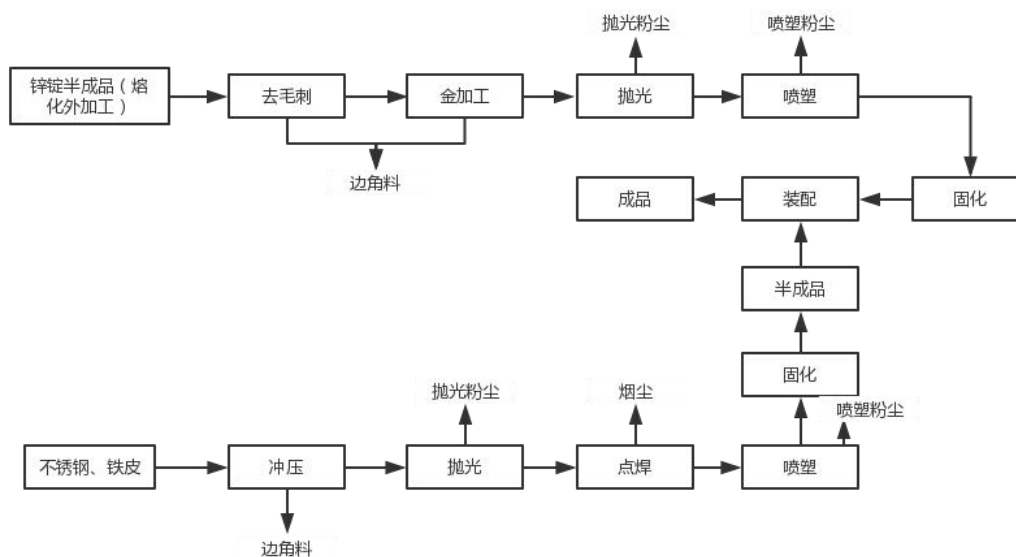 抛光粉尘
喷塑粉尘
锌锭半成品（熔
化外加工）
去毛刺
金加工
抛光
喷塑
边角料
成品
装配
固化
半成品
固化
抛光粉尘
烟尘
喷塑粉尘
不锈钢、铁皮
冲压
抛光
点焊
喷塑
边角料